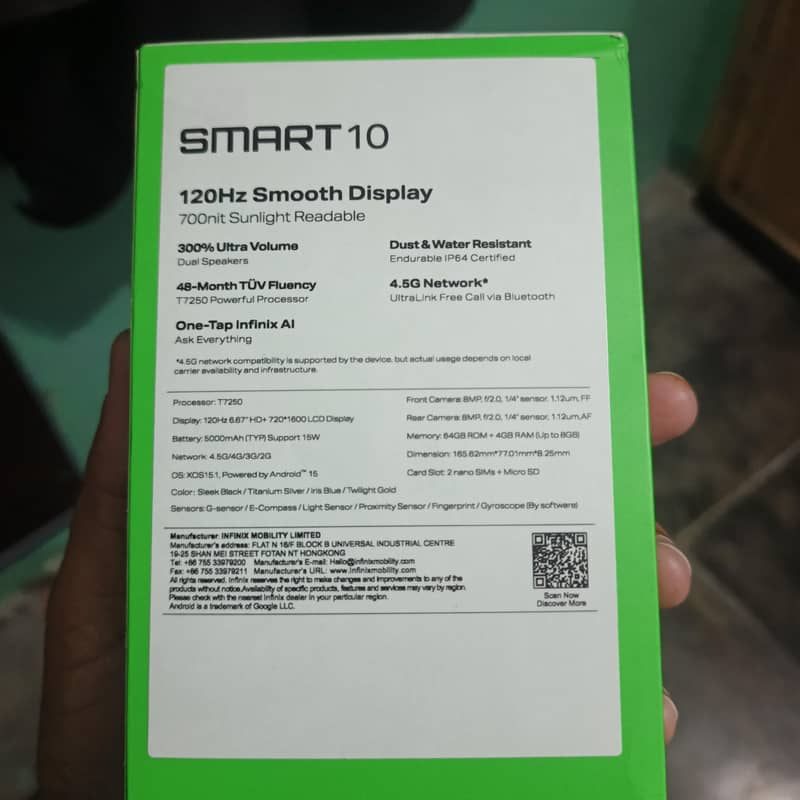 SMART 10
120Hz Smooth Display
700nit Sunlight Readable
300% Ultra Volume
Dual Speakers
Dust & Water Resistant
Endurable IP64 Certified
48-Month TÜV Fluency
T7250 Powerful Processor
4.5G Network*
UltraLink Free Call via Bluetooth
One-Tap Infinix AI
Ask Everything
*4.5G network compatibility is supported by the device, but actual usage depends on local
carrier availability and infrastructure.
Processor: T7250
Display: 120Hz 6.67" HD+ 720*1600 LCD Display
Battery: 5000mAh (TYP) Support 15W
Network: 4.5G/4G/3G/2G
OS: XOS15.1, Powered by Android™ 15
Front Camera: 8MP, f/2.0, 1/4" sensor, 1.12um, FF
Rear Camera: 8MP, f/2.0, 1/4" sensor, 1.12um,AF
Memory: 64GB ROM + 4GB RAM (Up to 8GB)
Dimension: 165.62mm*77.01mm*8.25mm
Card Slot: 2 nano SIMs + Micro SD
Color: Sleek Black / Titanium Silver / Iris Blue / Twilight Gold
Sensors: G-sensor / E-Compass / Light Sensor / Proximity Sensor / Fingerprint / Gyroscope (By software)
Manufacturer: INFINIX MOBILITY LIMITED
Manufacturer's address: FLAT N 16/F BLOCK B UNIVERSAL INDUSTRIAL CENTRE
19-25 SHAN MEI STREET FOTAN NT HONGKONG
Tel: +86 755 33979200 Manufacturer's E-mail: Hello@infinixmobility.com
Fax: +86 755 33979211 Manufacturer's URL: www.infinixmobility.com
All rights reserved. Infinix reserves the right to make changes and improvements to any of the
products without notice.Availability of specific products, features and services may vary by region.
Please check with the nearest Infinix dealer in your particular region.
Android is a trademark of Google LLC.
Scan Now
Discover More